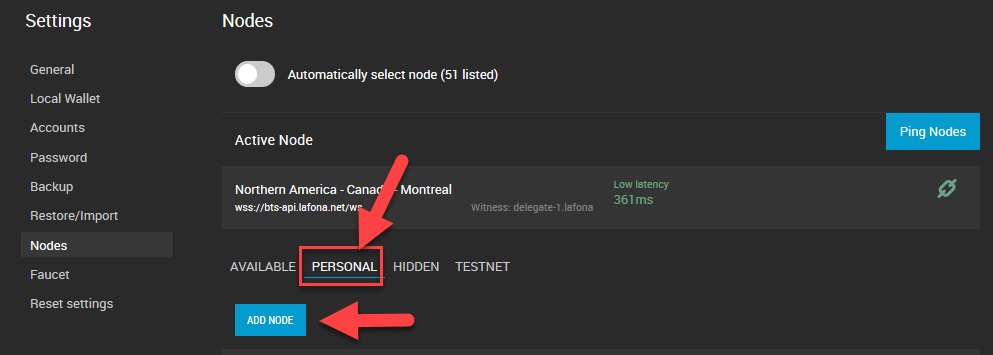 Settings
General
Local Wallet
Accounts
Password
Backup
Restore/Import
Nodes
Faucet
Reset settings
Nodes
Automatically select node (51 listed)
Active Node
Ping Nodes
Northern America - Canada - Montreal
wss://bts-api.lafona.net/ws
Witness: delegate-1.lafona
Low latency
361ms
AVAILABLE PERSONAL HIDDEN TESTNET
ADD NODE